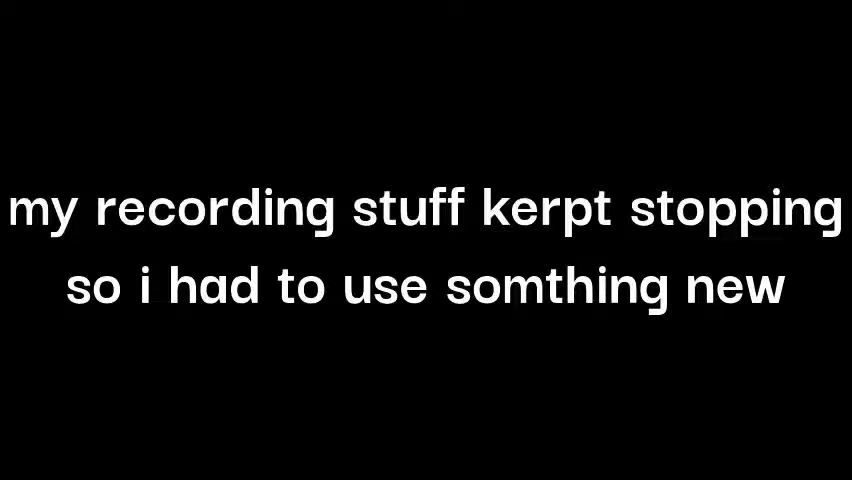 my recording stuff kerpt stopping
so i had to use somthing new